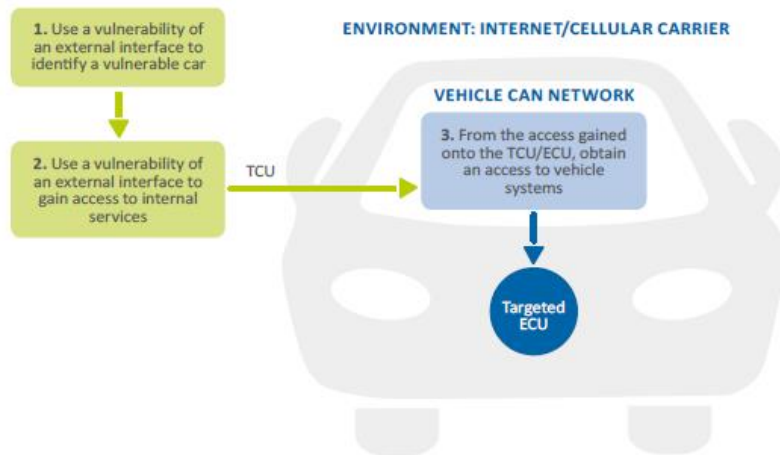 1. Use a vulnerability of
an external interface to
identify a vulnerable car
ENVIRONMENT: INTERNET/CELLULAR CARRIER
VEHICLE CAN NETWORK
2. Use a vulnerability of
an external interface to
gain access to internal
services
TCU
3. From the access gained
onto the TCU/ECU, obtain
an access to vehicle
systems
Targeted
ECU